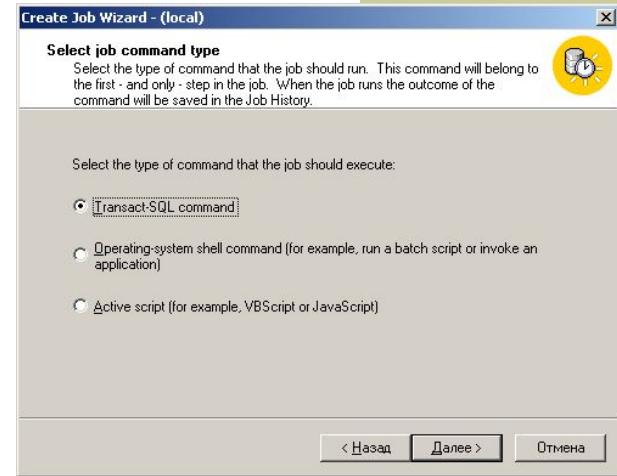 Create Job Wizard - (local)
Select job command type
Select the type of command that the job should run. This command will belong to
the first - and only - step in the job. When the job runs the outcome of the
command will be saved in the Job History.
Select the type of command that the job should execute:
Transact-SQL command
Operating-system shell command (for example, run a batch script or invoke an
application)
Active script (for example, VBScript or JavaScript)
< Назад Далее > Отмена